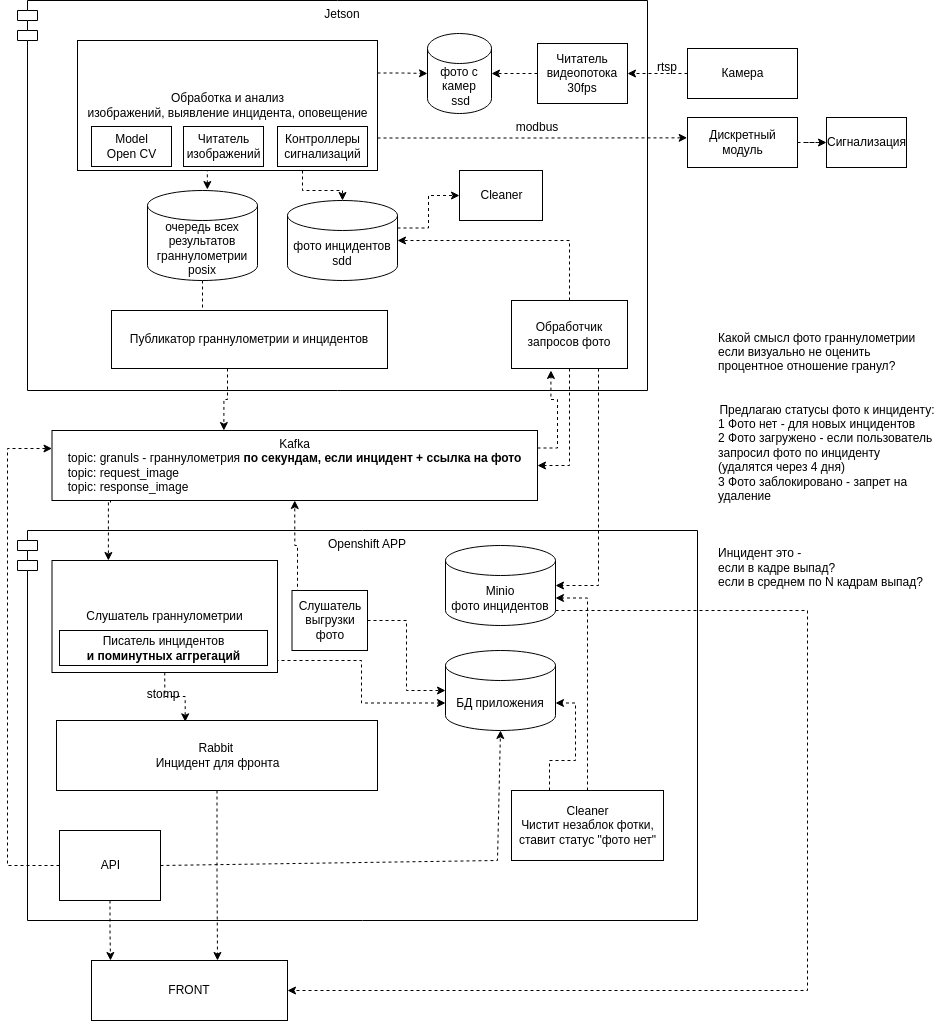 Jetson
Обработка и анализ
изображений, выявление инцидента, оповещение
Model
Open CV
Читатель
изображений
Контроллеры
сигнализаций
фото с
камер
ssd
Читатель
видеопотока
30fps
rtsp
Камера
modbus
Дискретный
модуль
Сигнализация
Cleaner
очередь всех
результатов
граннулометрии
posix
фото инцидентов
sdd
Публикатор граннулометрии и инцидентов
Обработчик
запросов фото
Какой смысл фото граннулометрии
если визуально не оценить
процентное отношение гранул?
Предлагаю статусы фото к инциденту:
1 Фото нет - для новых инцидентов
2 Фото загружено - если пользователь
запросил фото по инциденту
(удалятся через 4 дня)
3 Фото заблокировано - запрет на
удаление
Kafka
topic: granuls - граннулометрия по секундам, если инцидент + ссылка на фото
topic: request_image
topic: response_image
Openshift APP
Инцидент это -
если в кадре выпад?
если в среднем по N кадрам выпад?
Слушатель граннулометрии
Писатель инцидентов
и поминутных аггрегаций
Слушатель
выгрузки
фото
Minio
фото инцидентов
БД приложения
stomp
Rabbit
Инцидент для фронта
Cleaner
Чистит незаблок фотки,
ставит статус "фото нет"
API
FRONT